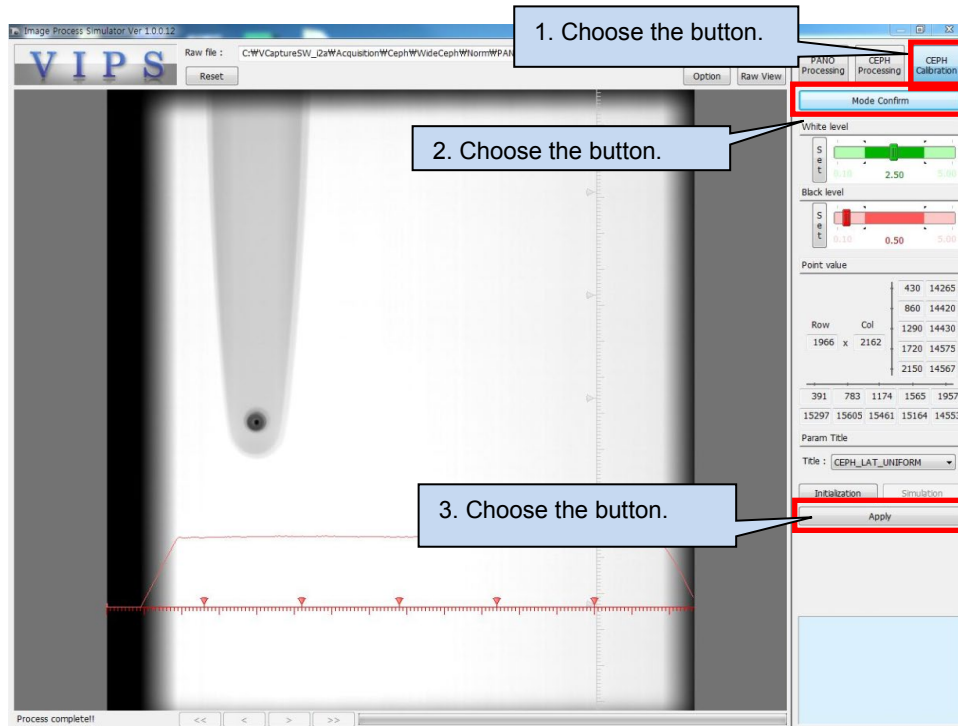 Image Process Simulator Ver 1.0.0.12
1. Choose the button.
VIPS
Raw file :
C:₩VCaptureSW_i2a₩Acquisition₩Ceph₩WideCeph₩Norm₩PAN
Reset
Option
Raw View
PANO
Processing
CEPH
Processing
CEPH
Calibration
Mode Confirm
2. Choose the button.
White level
Set
0.10 2.50 5.00
Black level
Set
0.10 0.50 5.00
Point value
430 14265
860 14420
Row Col
1290 14430
1966 x 2162
1720 14575
2150 14567
391 783 1174 1565 1957
15297 15605 15461 15164 14553
Param Title
Title : CEPH_LAT_UNIFORM
Initialization
Simulation
3. Choose the button.
Apply
Process complete!!
<< < > >>